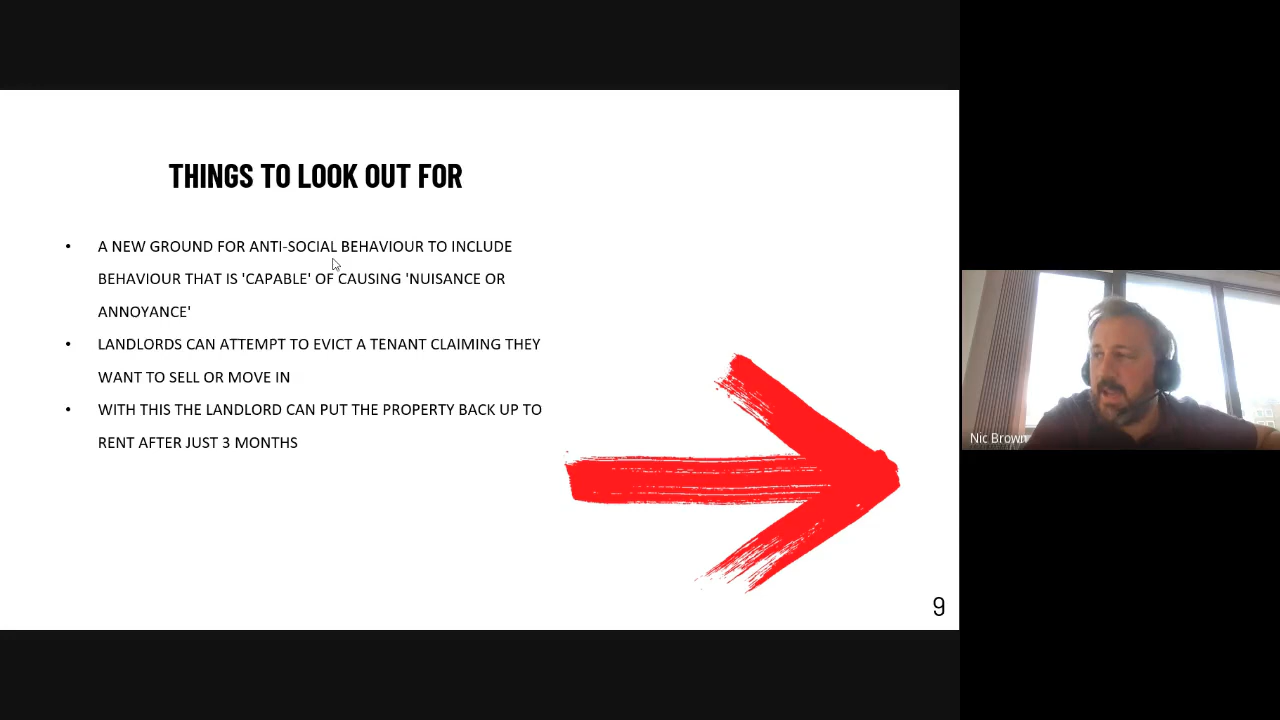 THINGS TO LOOK OUT FOR
• A NEW GROUND FOR ANTI-SOCIAL BEHAVIOUR TO INCLUDE
BEHAVIOUR THAT IS 'CAPABLE' OF CAUSING 'NUISANCE OR
ANNOYANCE'
• LANDLORDS CAN ATTEMPT TO EVICT A TENANT CLAIMING THEY
WANT TO SELL OR MOVE IN
• WITH THIS THE LANDLORD CAN PUT THE PROPERTY BACK UP TO
RENT AFTER JUST 3 MONTHS
9
Nic Brown